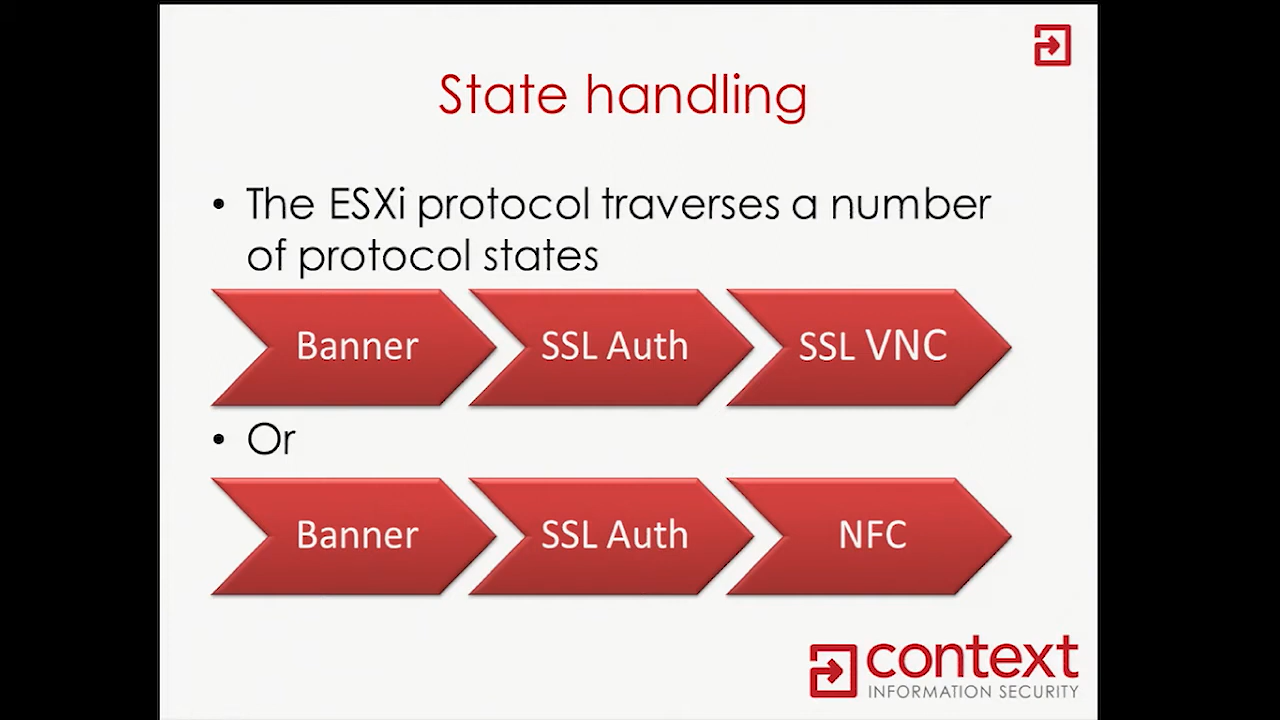 State handling
• The ESXi protocol traverses a number
of protocol states
Banner
SSL Auth
SSL VNC
• Or
Banner
SSL Auth
NFC
context
INFORMATION SECURITY